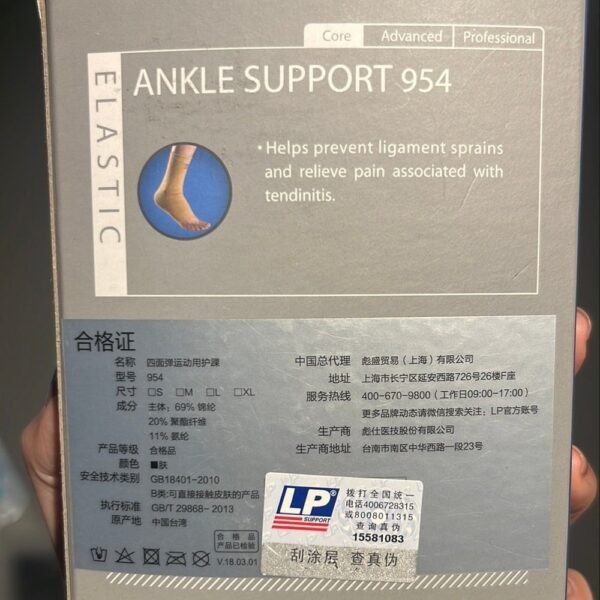 Core Advanced Professional
ELASTIC
ANKLE SUPPORT 954
•Helps prevent ligament sprains
and relieve pain associated with
tendinitis.
合格证
名称 四面弹运动用护踝
型号 954
尺寸 □S □M □L □XL
成分 主体：69% 锦纶
20% 聚酯纤维
11% 氨纶
产品等级 合格品
颜色 ■肤
安全技术类别 GB18401-2010
B类:可直接接触皮肤的产品
执行标准 GB/T 29868- 2013
原产地 中国台湾
合格品
产品已检验
V.18.03.01
中国总代理 彪盛贸易（上海）有限公司
地址 上海市长宁区延安西路726号26楼F座
服务热线 400-670-9800（工作日09:00-17:00）
更多品牌动态请微信搜索关注：LP官方账号
生产商 彪仕医技股份有限公司
生产商地址 台南市南区中华西路一段23号
LP®
SUPPORT
拨打全国统一
电话4006728315
或8008011315
查询真伪
15581083
刮涂层 查真伪